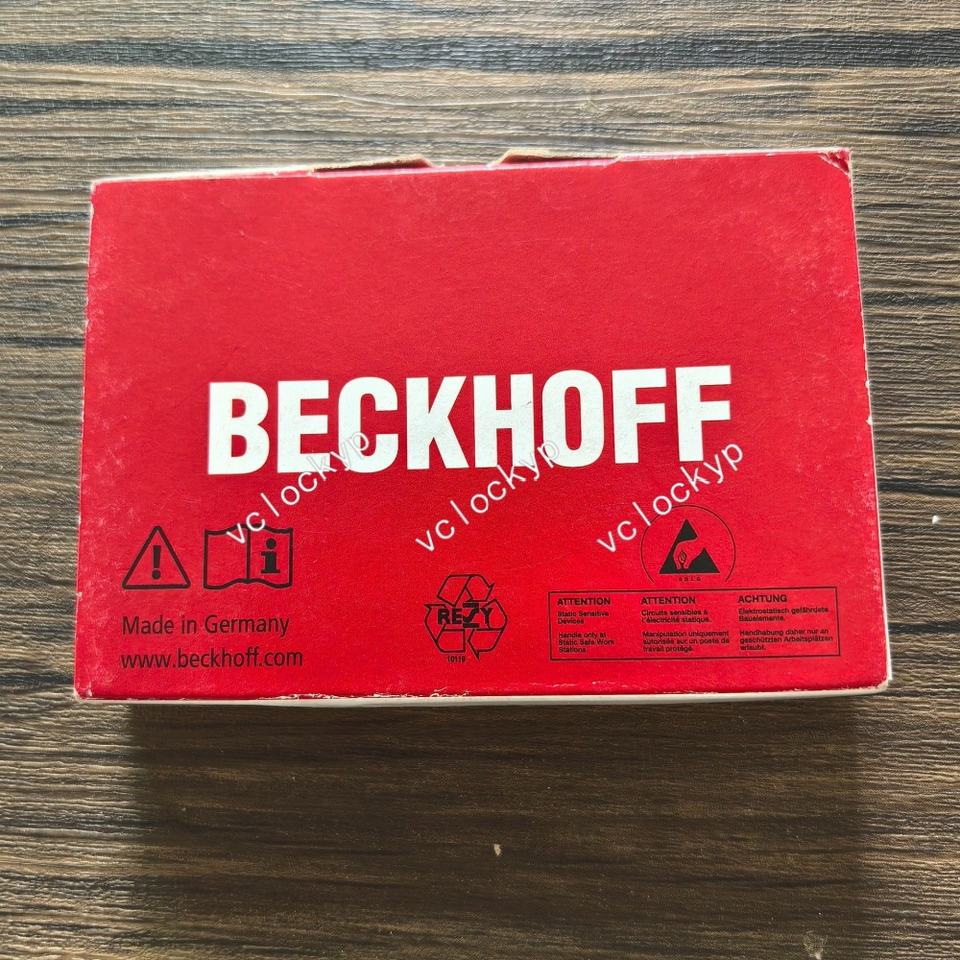 BECKHOFF
vclockyp vclockyp vclockyp
Made in Germany
www.beckhoff.com
REZY
10119
ATTENTION
Static Sensitive
Devices
Handle only at
Static Safe Work
Stations.
ATTENTION
Circuits sensibles à
l'électricité statique.
Manipulation uniquement
autorisée sur un poste de
travail protégé.
ACHTUNG
Elektrostatisch gefährdete
Bauelemente.
Handhabung daher nur an
geschützten Arbeitsplätzen
erlaubt.